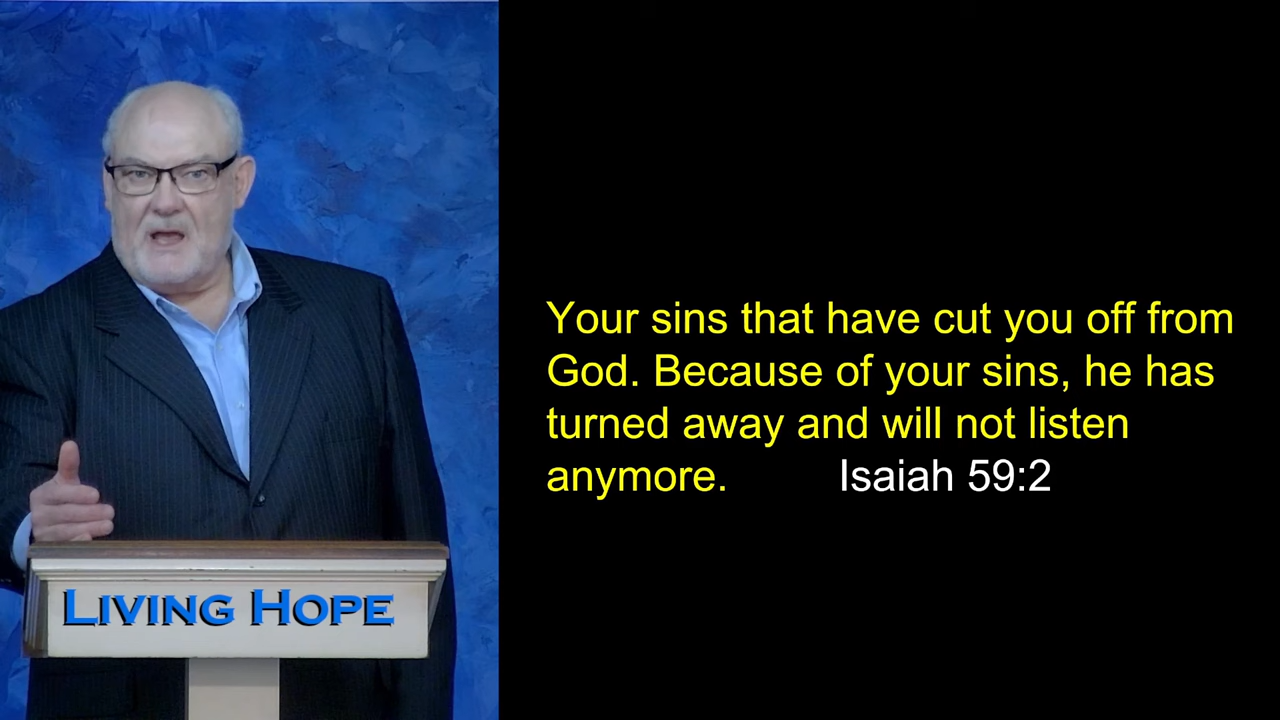 Your sins that have cut you off from
God. Because of your sins, he has
turned away and will not listen
anymore. Isaiah 59:2
LIVING HOPE